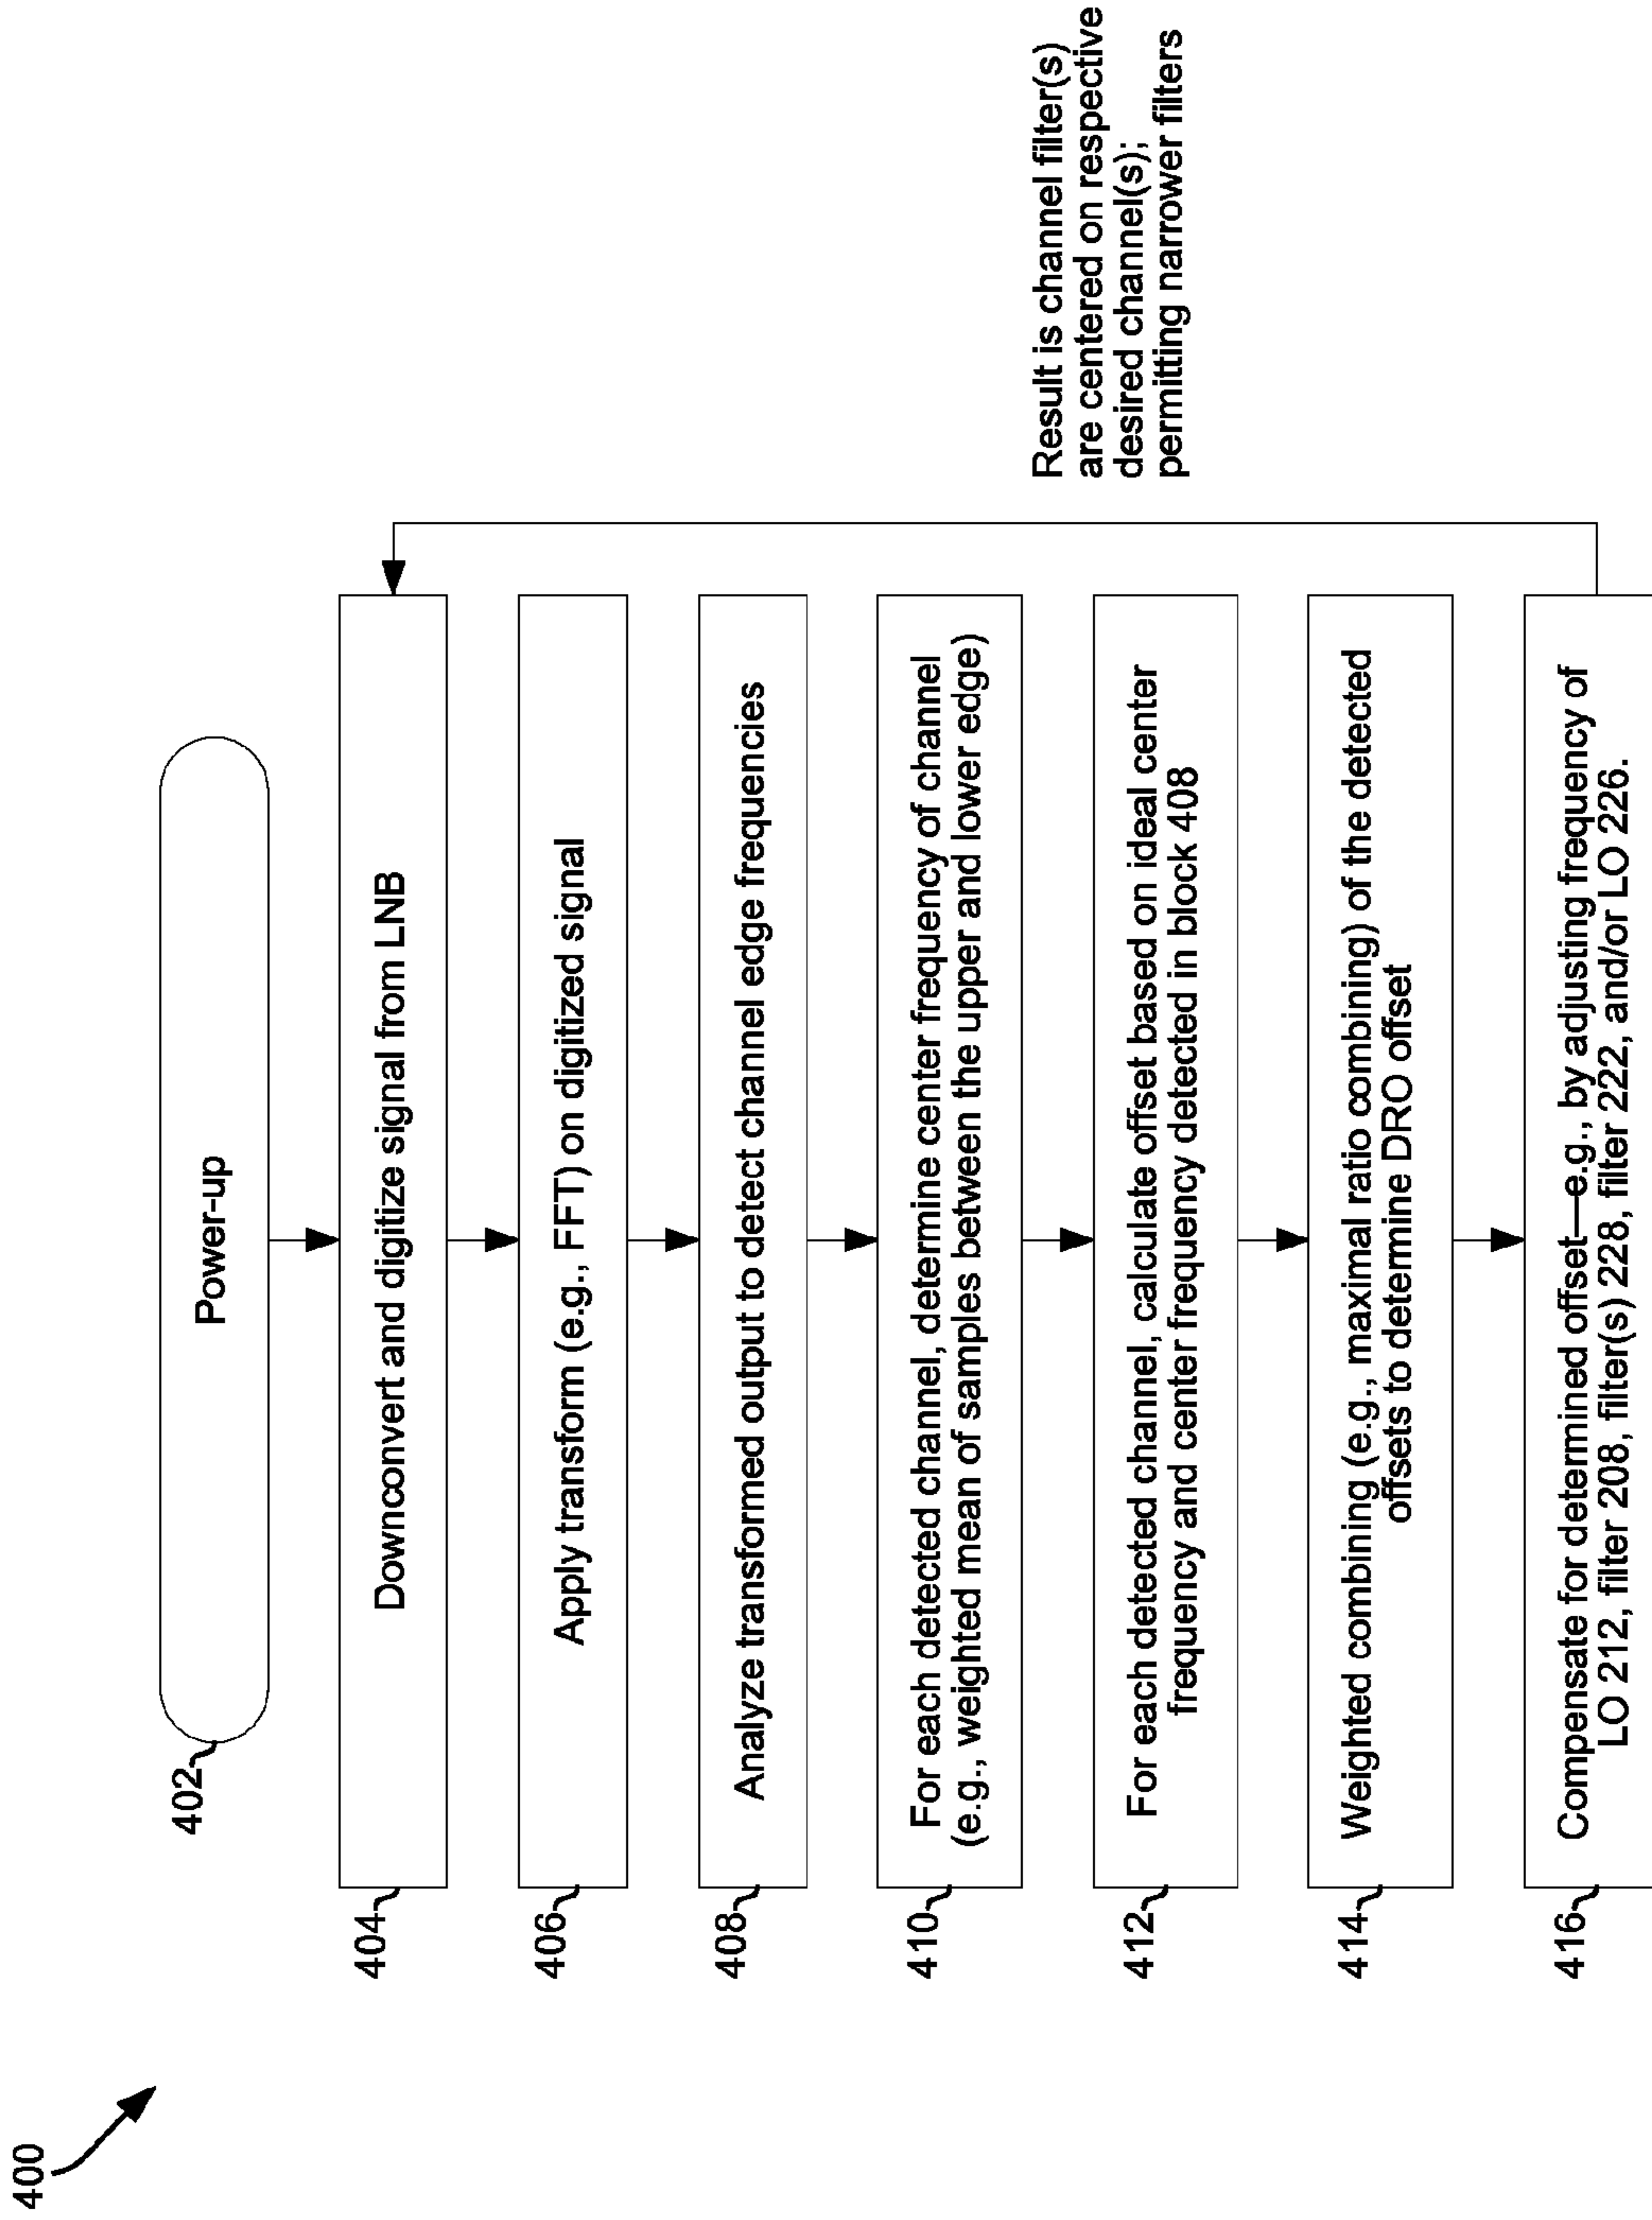 400
402
Power-up
404
Downconvert and digitize signal from LNB
406
Apply transform (e.g., FFT) on digitized signal
408
Analyze transformed output to detect channel edge frequencies
410
For each detected channel, determine center frequency of channel
(e.g., weighted mean of samples between the upper and lower edge)
412
For each detected channel, calculate offset based on ideal center
frequency and center frequency detected in block 408
414
Weighted combining (e.g., maximal ratio combining) of the detected
offsets to determine DRO offset
416
Compensate for determined offset—e.g., by adjusting frequency of
LO 212, filter 208, filter(s) 228, filter 222, and/or LO 226.
Result is channel filter(s)
are centered on respective
desired channel(s);
permitting narrower filters